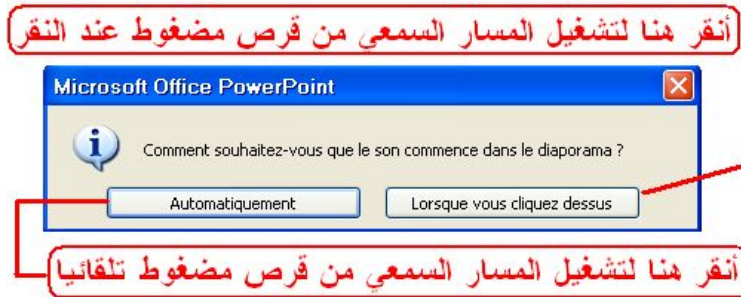 أنقر هنا لتشغيل المسار السمعي من قرص مضغوط عند النقر
Microsoft Office PowerPoint
Comment souhaitez-vous que le son commence dans le diaporama ?
Automatiquement
Lorsque vous cliquez dessus
أنقر هنا لتشغيل المسار السمعي من قرص مضغوط تلقائيا